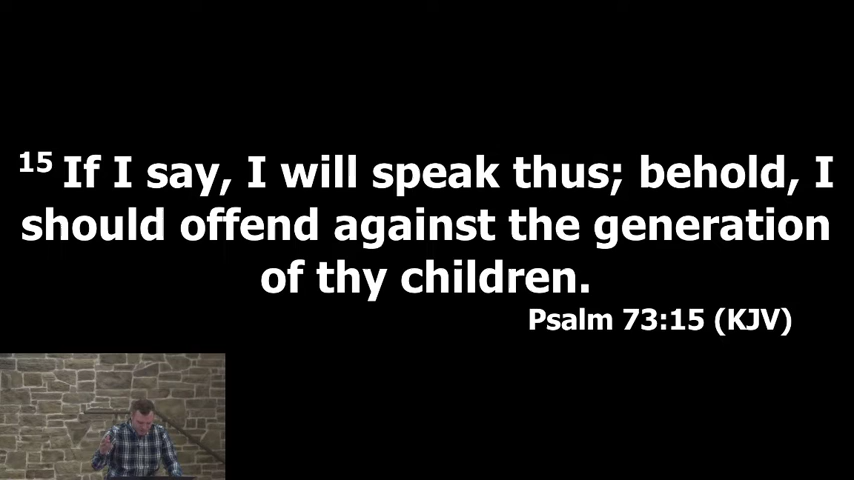 15 If I say, I will speak thus; behold, I
should offend against the generation
of thy children.
Psalm 73:15 (KJV)